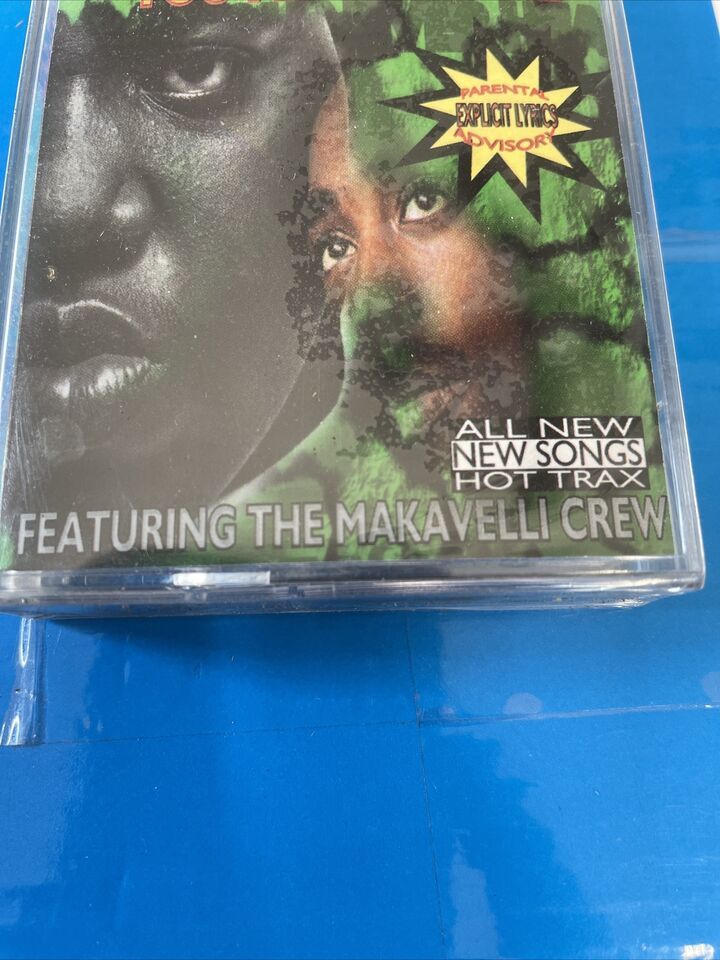 PARENTAL
EXPLICIT LYRICS
ADVISORY
ALL NEW
NEW SONGS
HOT TRAX
FEATURING THE MAKAVELLI CREW